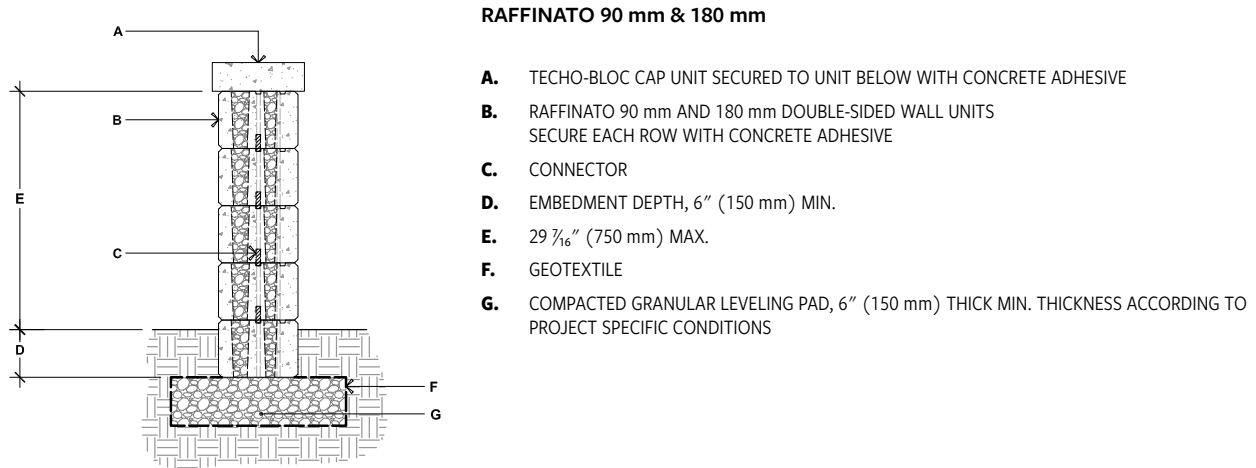 RAFFINATO 90 mm & 180 mm
A. TECHO-BLOC CAP UNIT SECURED TO UNIT BELOW WITH CONCRETE ADHESIVE
B. RAFFINATO 90 mm AND 180 mm DOUBLE-SIDED WALL UNITS
SECURE EACH ROW WITH CONCRETE ADHESIVE
C. CONNECTOR
D. EMBEDMENT DEPTH, 6″ (150 mm) MIN.
E. 29 7⁄16″ (750 mm) MAX.
F. GEOTEXTILE
G. COMPACTED GRANULAR LEVELING PAD, 6″ (150 mm) THICK MIN. THICKNESS ACCORDING TO
PROJECT SPECIFIC CONDITIONS
A
B
E
C
D
F
G